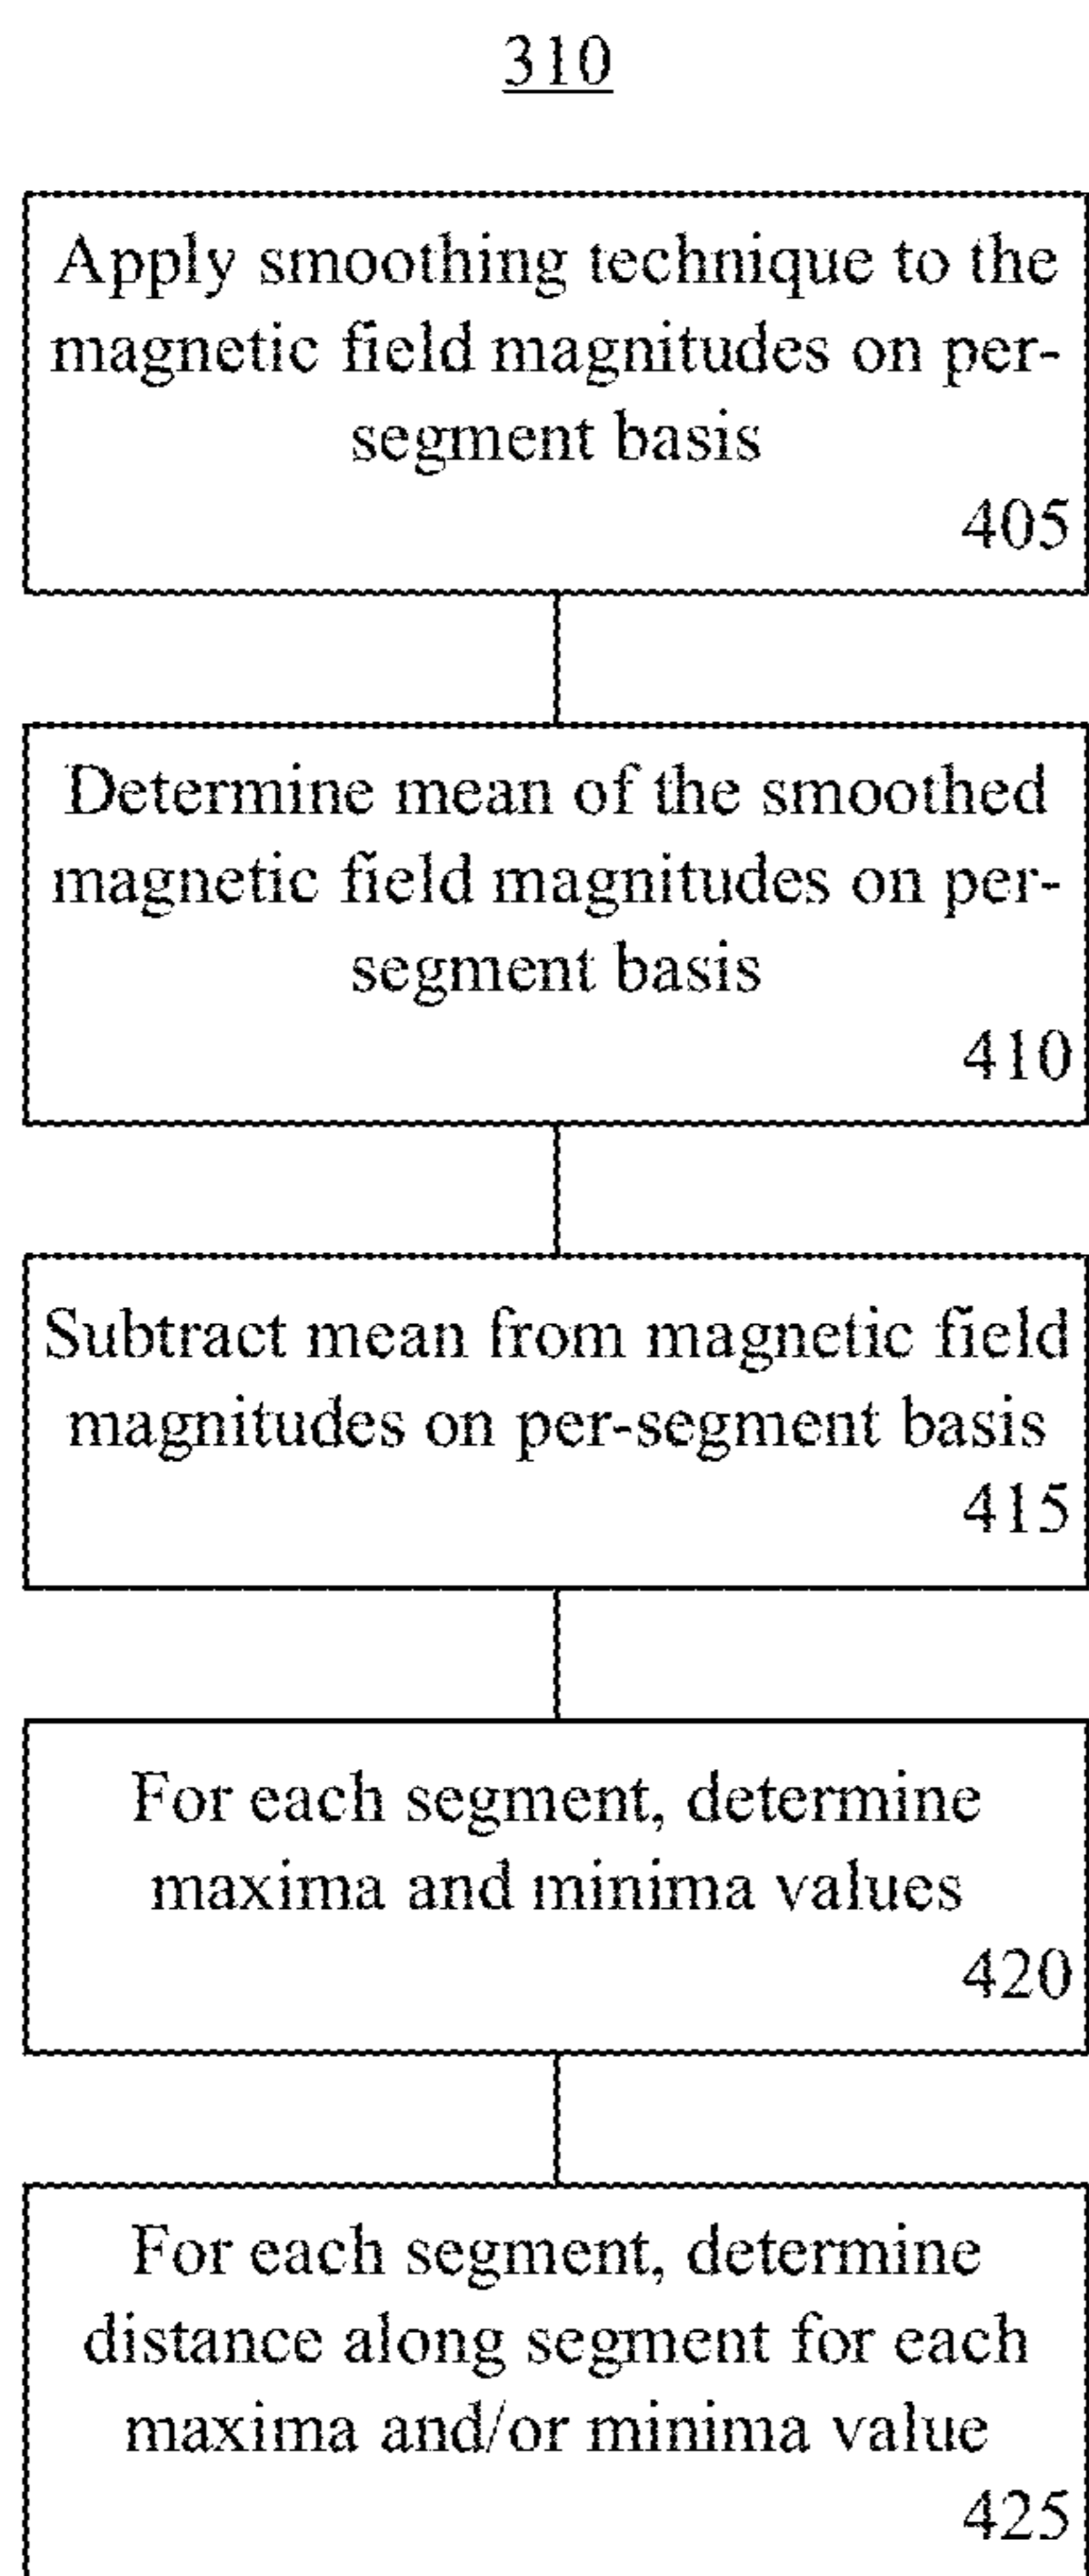 310
Apply smoothing technique to the
magnetic field magnitudes on per-
segment basis
405
Determine mean of the smoothed
magnetic field magnitudes on per-
segment basis
410
Subtract mean from magnetic field
magnitudes on per-segment basis
415
For each segment, determine
maxima and minima values
420
For each segment, determine
distance along segment for each
maxima and/or minima value
425